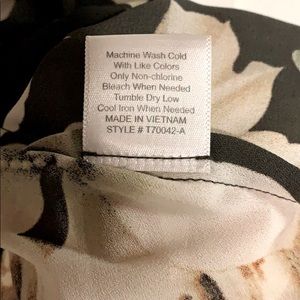 Machine Wash Cold
With Like Colors
Only Non-chlorine
Bleach When Needed
Tumble Dry Low
Cool Iron When Needed
MADE IN VIETNAM
STYLE # T70042-A